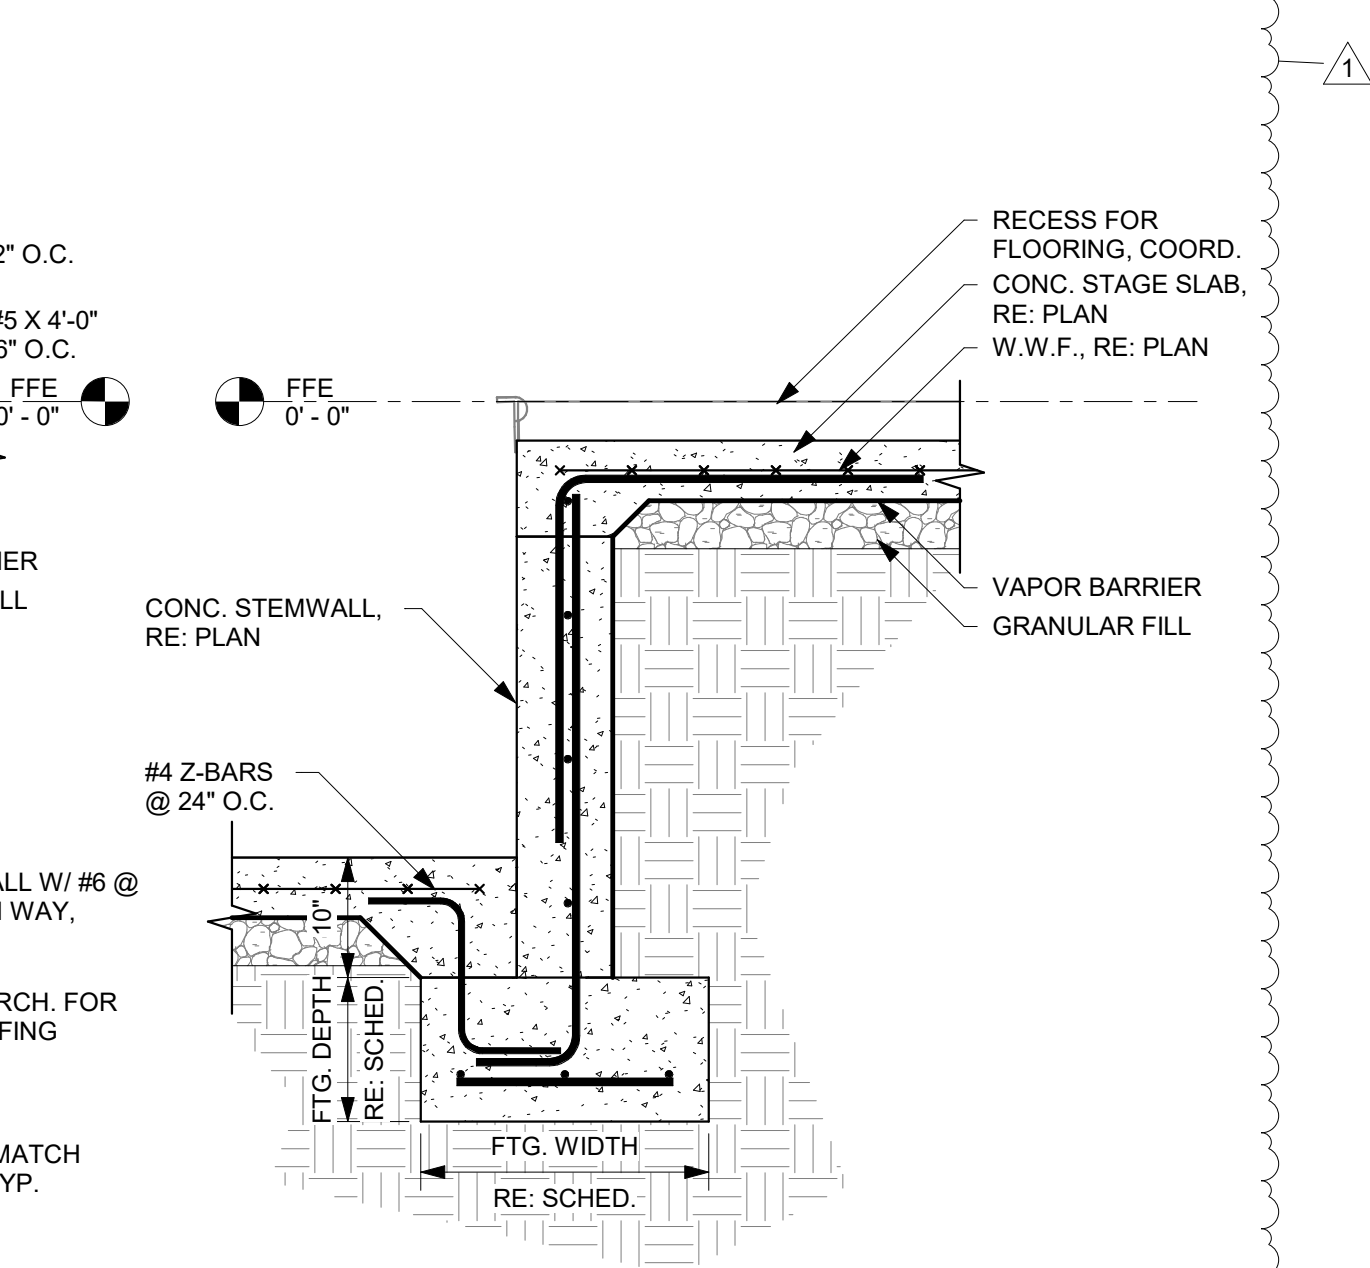 1
RECESS FOR
FLOORING, COORD.
CONC. STAGE SLAB,
RE: PLAN
W.W.F., RE: PLAN
2" O.C.
#5 X 4'-0"
6" O.C.
FFE
0' - 0"
FFE
0' - 0"
VAPOR BARRIER
GRANULAR FILL
CONC. STEMWALL,
RE: PLAN
#4 Z-BARS
@ 24" O.C.
ALL W/ #6 @
WAY,
RCH. FOR
FING
MATCH
YP.
IER
LL
10"
FTG. DEPTH
RE: SCHED.
FTG. WIDTH
RE: SCHED.